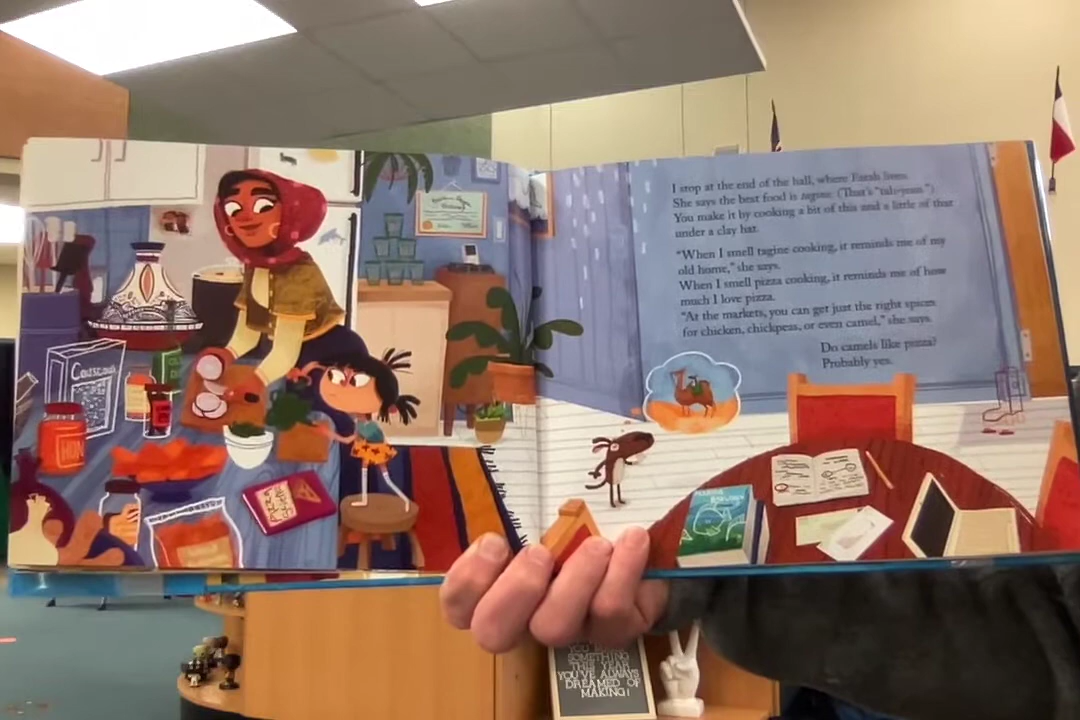 COUSCOUS
I stop at the end of the hall, where Farah lives.
She says the best food is tagine. (That's "tah-jeen.")
You make it by cooking a bit of this and a little of that
under a clay hat.
"When I smell tagine cooking, it reminds me of my
old home," she says.
When I smell pizza cooking, it reminds me of how
much I love pizza.
"At the markets, you can get just the right spices
for chicken, chickpeas, or even camel," she says.
Do camels like pizza?
Probably yes.
SOMETHING
THIS YEAR
YOU'VE ALWAYS
DREAMED OF
MAKING!